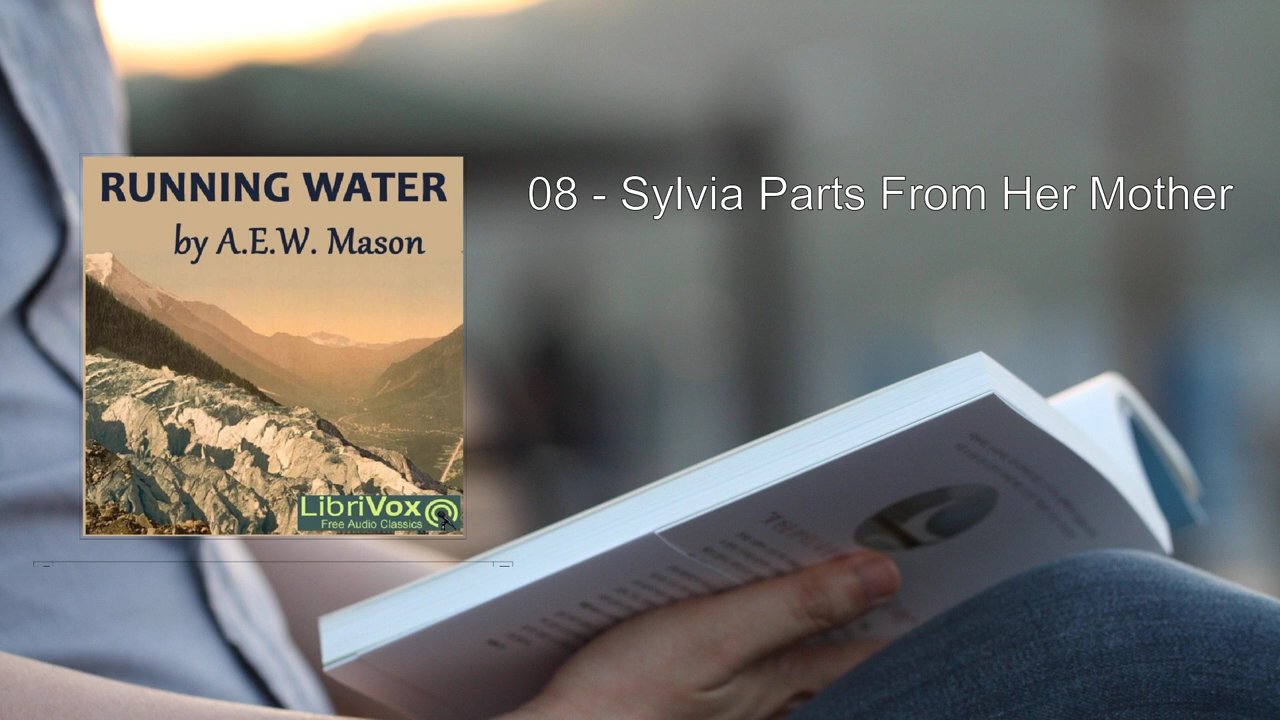 RUNNING WATER
by A.E.W. Mason
LibriVox
Free Audio Classics
08 - Sylvia Parts From Her Mother